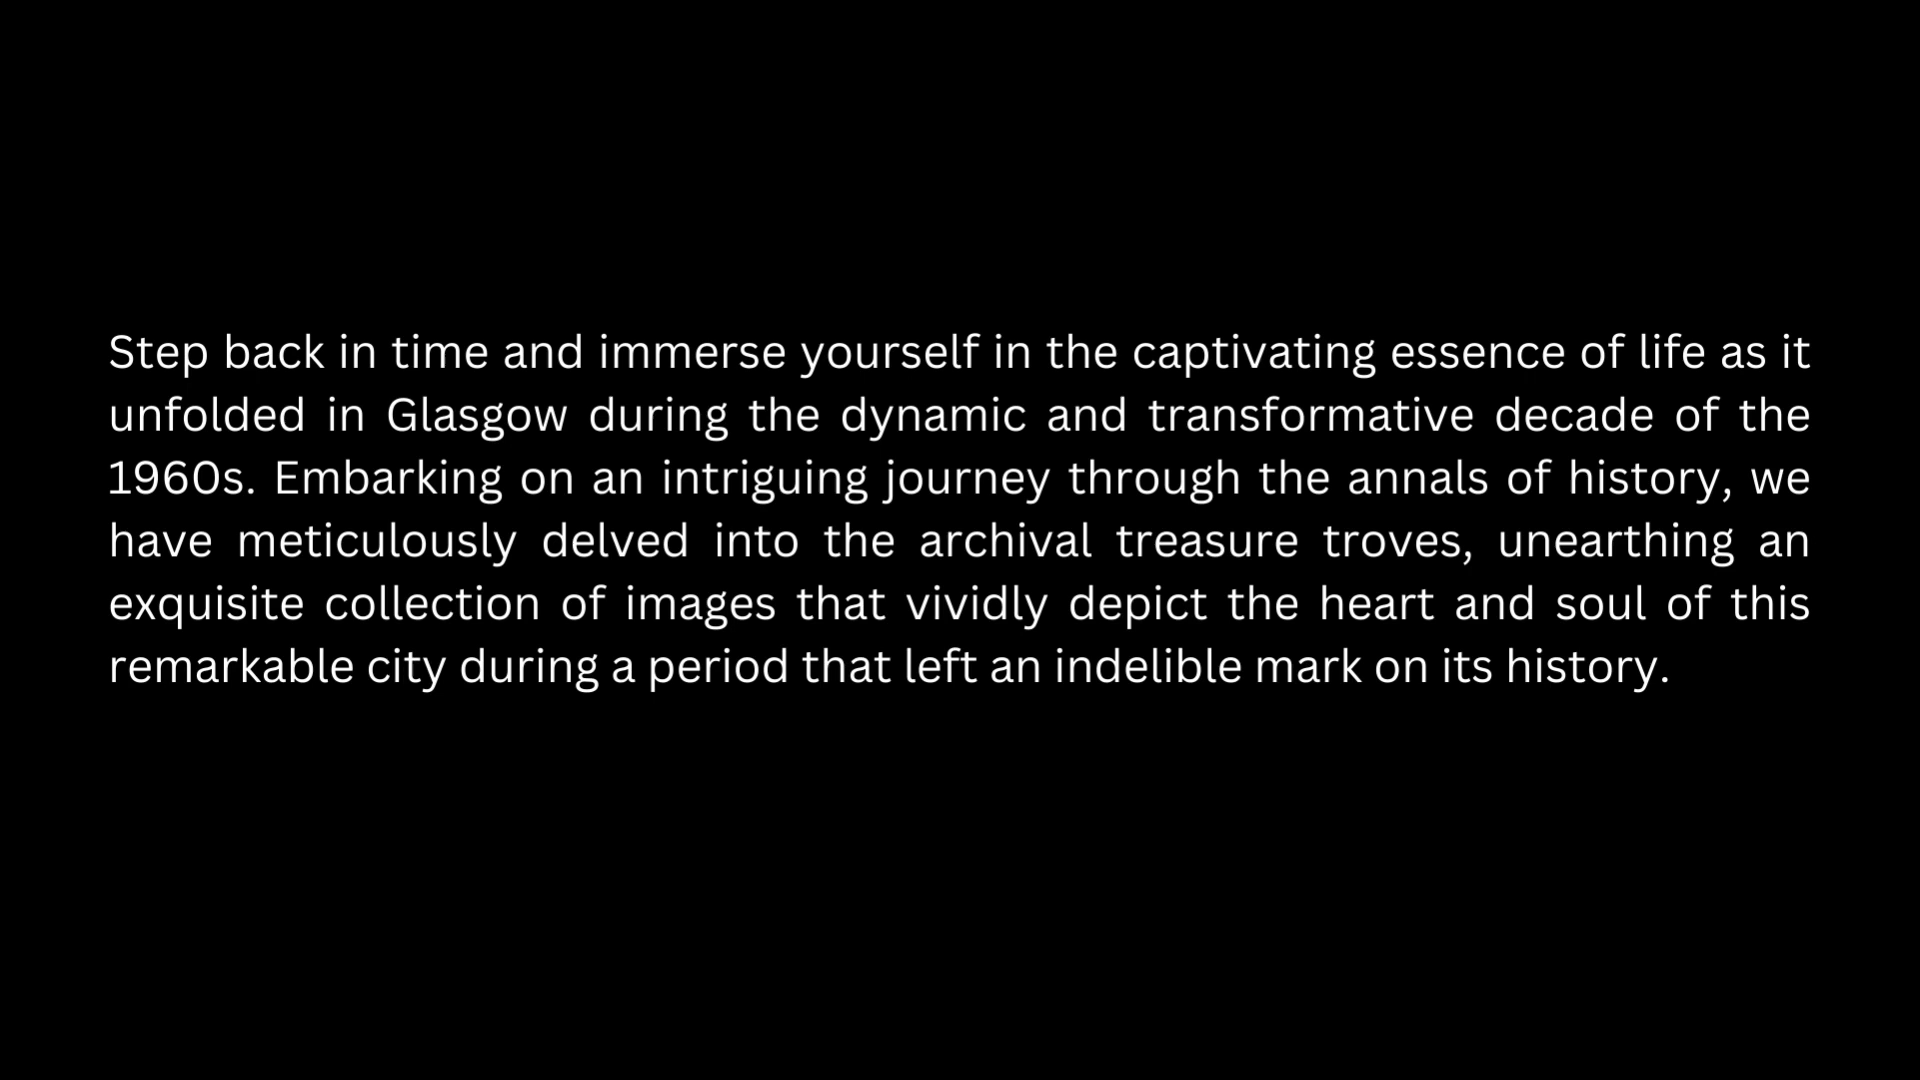 Step back in time and immerse yourself in the captivating essence of life as it
unfolded in Glasgow during the dynamic and transformative decade of the
1960s. Embarking on an intriguing journey through the annals of history, we
have meticulously delved into the archival treasure troves, unearthing an
exquisite collection of images that vividly depict the heart and soul of this
remarkable city during a period that left an indelible mark on its history.